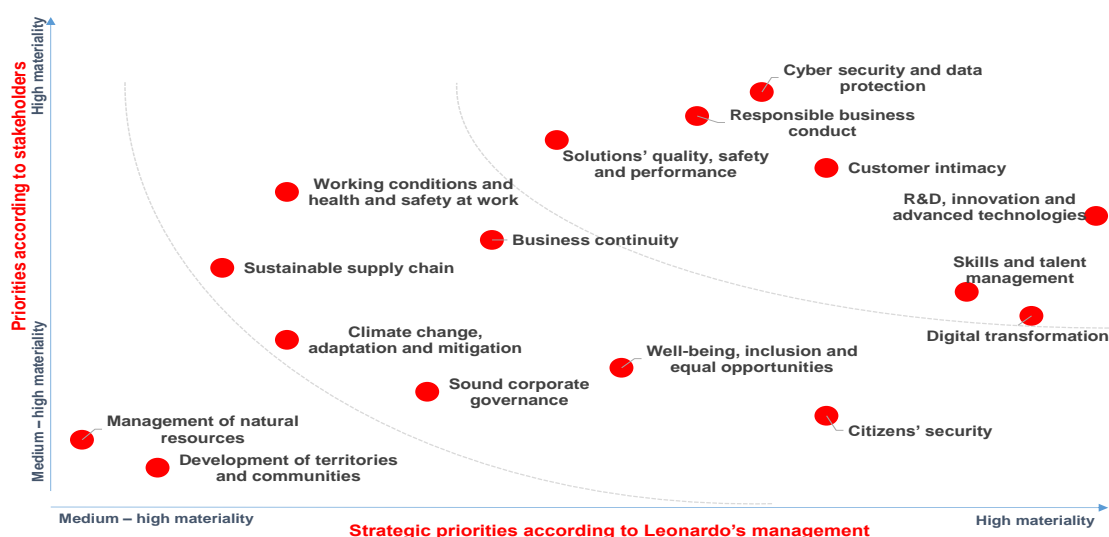 High materiality
Priorities according to stakeholders
Medium – high materiality
Cyber security and data
protection
Responsible business
conduct
Solutions’ quality, safety
and performance
Customer intimacy
Working conditions and
health and safety at work
R&D, innovation and
advanced technologies
Business continuity
Sustainable supply chain
Skills and talent
management
Digital transformation
Climate change,
adaptation and mitigation
Well-being, inclusion and
equal opportunities
Sound corporate
governance
Citizens’ security
Management of natural
resources
Development of territories
and communities
Medium – high materiality
Strategic priorities according to Leonardo’s management
High materiality